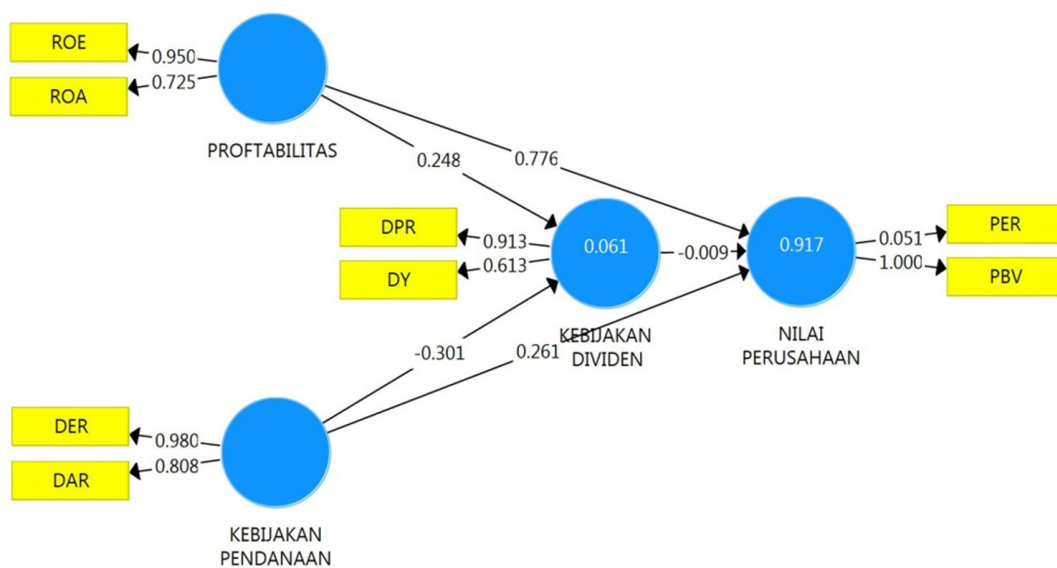 ROE
0.950
0.725
ROA
PROFTABILITAS
0.248
0.776
DPR
0.913
0.613
DY
0.061
-0.009
0.917
0.051
1.000
PER
PBV
KEBIJAKAN
DIVIDEN
NILAI
PERUSAHAAN
-0.301
0.261
DER
0.980
0.808
DAR
KEBIJAKAN
PENDANAAN